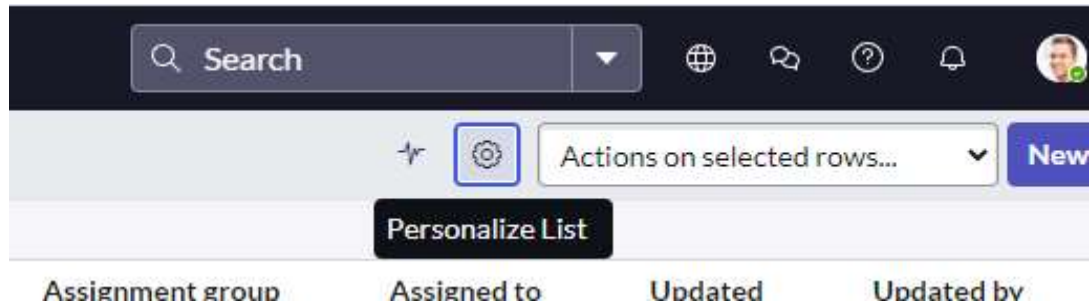 Search
Actions on selected rows...
New
Personalize List
Assignment group Assigned to Updated Updated by